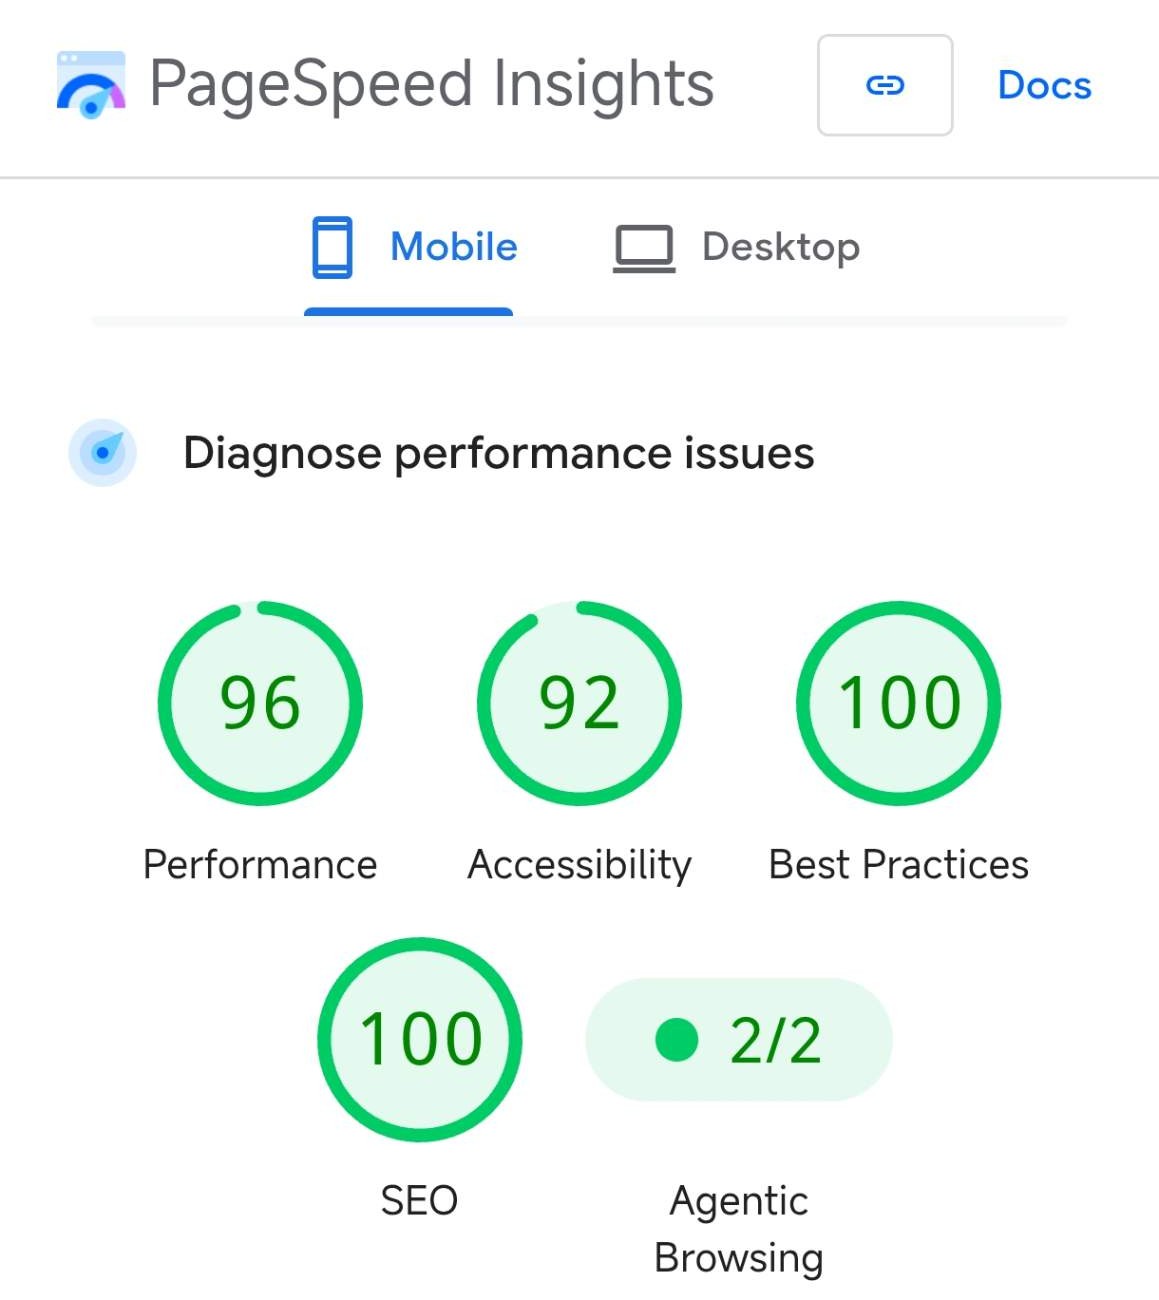 PageSpeed Insights
Docs
Mobile
Desktop
Diagnose performance issues
96
92
100
Performance
Accessibility
Best Practices
100
2/2
SEO
Agentic
Browsing